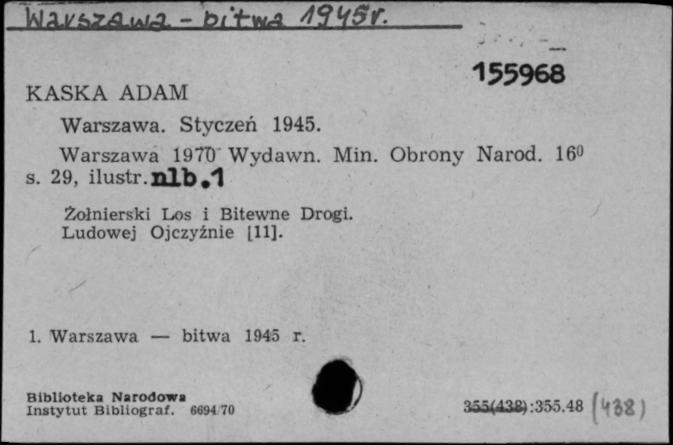 Warszawa - bitwa 1945r.
155968
KASKA ADAM
Warszawa. Styczeń 1945.
Warszawa 1970 Wydawn. Min. Obrony Narod. 16⁰
s. 29, ilustr. nlb. 1
Żołnierski Los i Bitewne Drogi.
Ludowej Ojczyźnie [11].
1. Warszawa — bitwa 1945 r.
Biblioteka Narodowa
Instytut Bibliograf. 6694/70
355(438):355.48 (438)